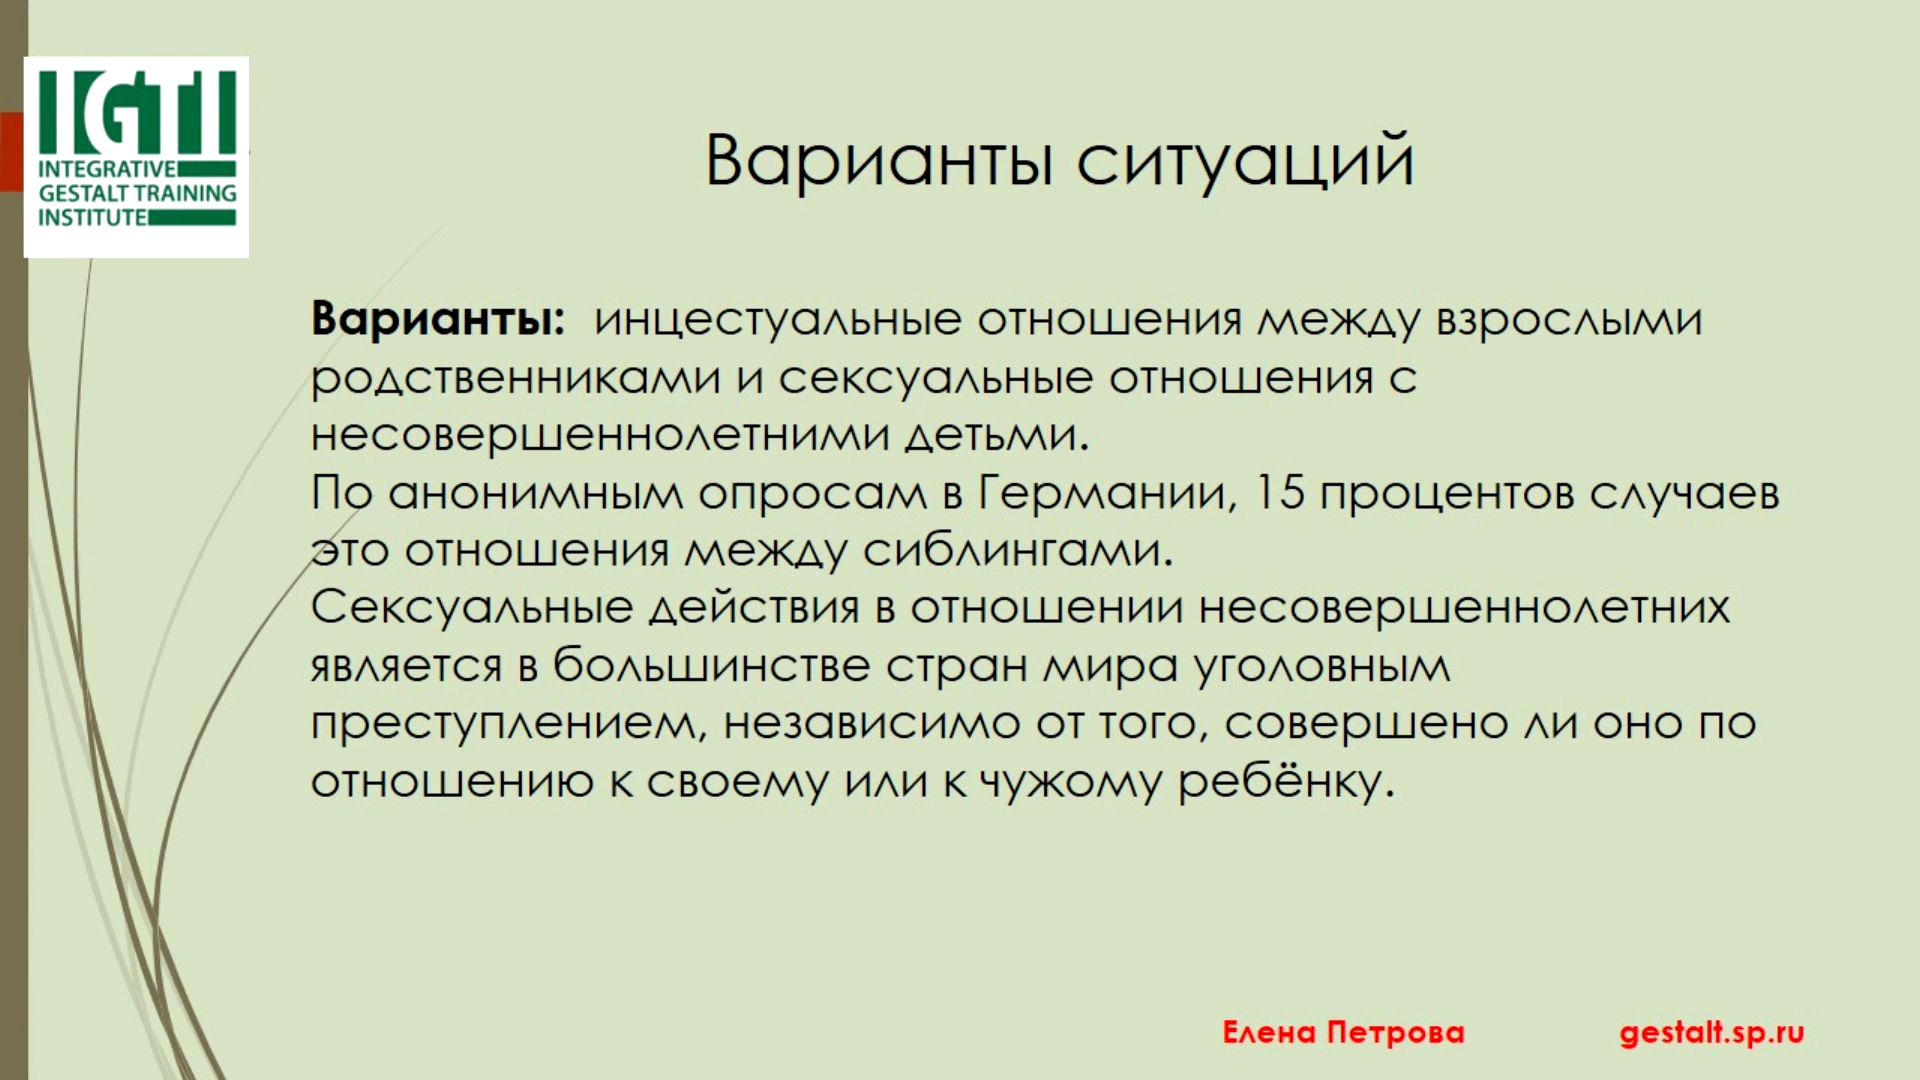 IGTI
INTEGRATIVE
GESTALT TRAINING
INSTITUTE
Варианты ситуаций
Варианты: инцестуальные отношения между взрослыми
родственниками и сексуальные отношения с
несовершеннолетними детьми.
По анонимным опросам в Германии, 15 процентов случаев
это отношения между сиблингами.
Сексуальные действия в отношении несовершеннолетних
является в большинстве стран мира уголовным
преступлением, независимо от того, совершено ли оно по
отношению к своему или к чужому ребёнку.
Елена Петрова gestalt.sp.ru